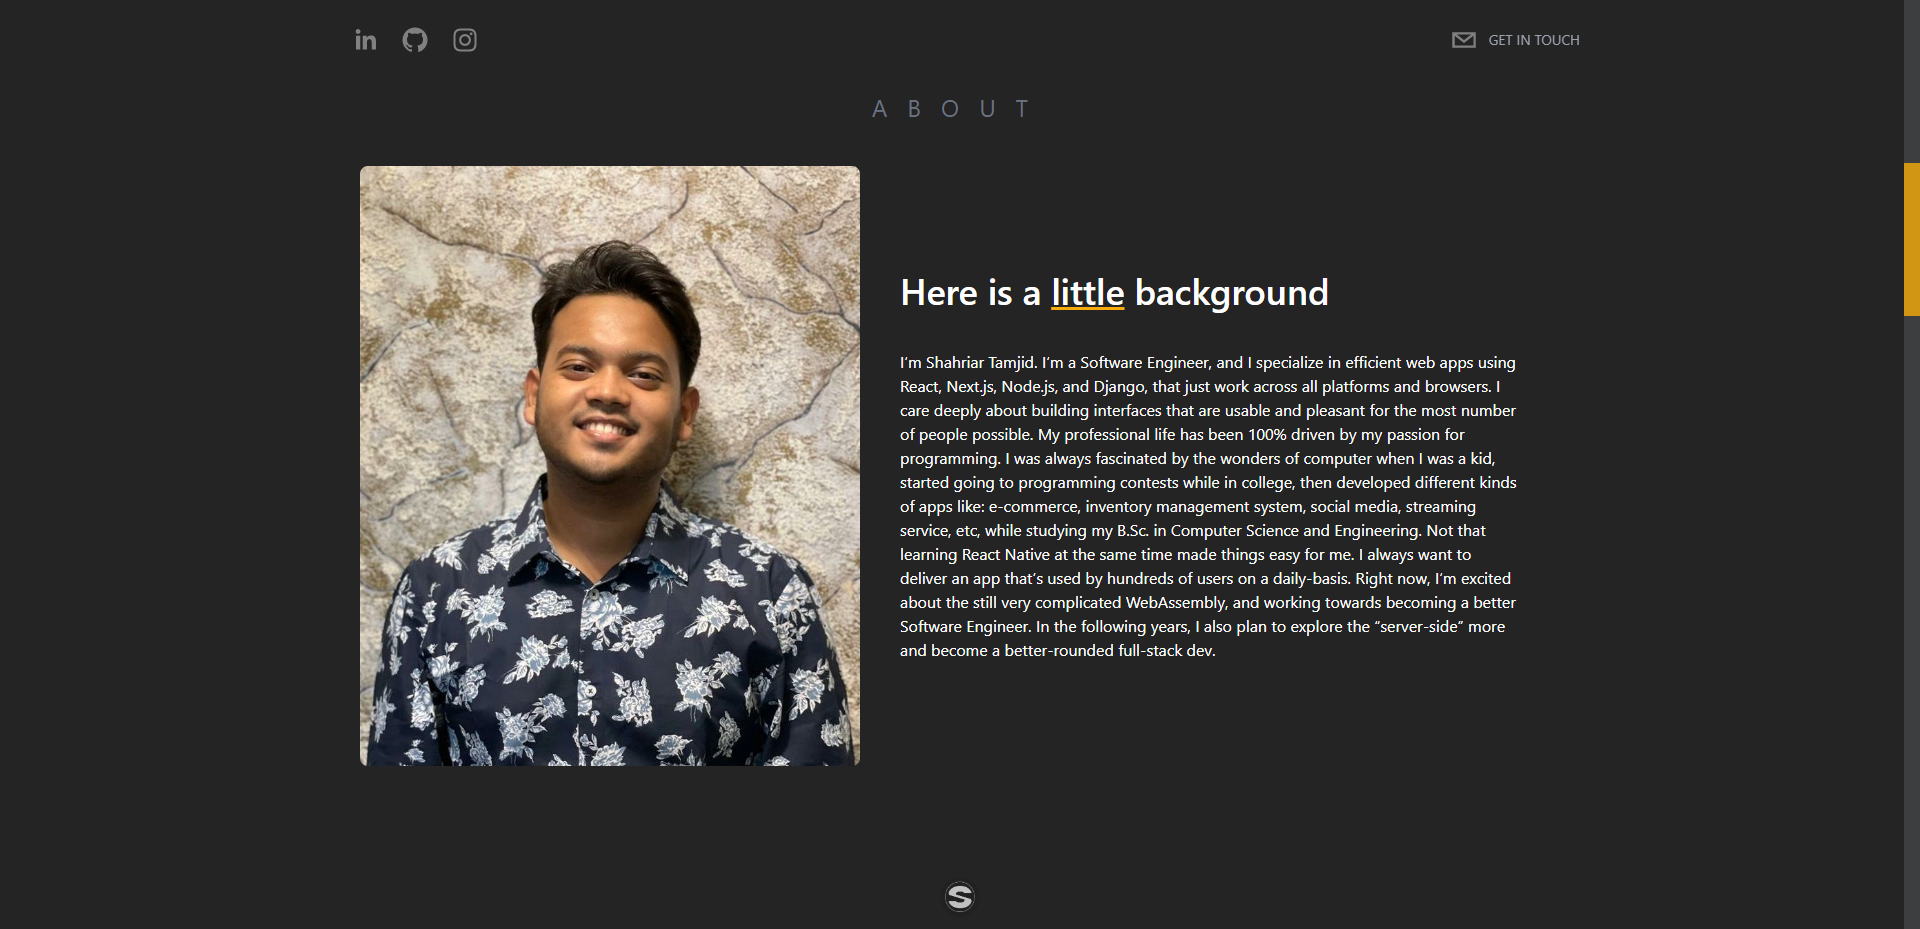 GET IN TOUCH
ABOUT
Here is a little background
I’m Shahriar Tamjid. I’m a Software Engineer, and I specialize in efficient web apps using
React, Next.js, Node.js, and Django, that just work across all platforms and browsers. I
care deeply about building interfaces that are usable and pleasant for the most number
of people possible. My professional life has been 100% driven by my passion for
programming. I was always fascinated by the wonders of computer when I was a kid,
started going to programming contests while in college, then developed different kinds
of apps like: e-commerce, inventory management system, social media, streaming
service, etc, while studying my B.Sc. in Computer Science and Engineering. Not that
learning React Native at the same time made things easy for me. I always want to
deliver an app that’s used by hundreds of users on a daily-basis. Right now, I’m excited
about the still very complicated WebAssembly, and working towards becoming a better
Software Engineer. In the following years, I also plan to explore the “server-side” more
and become a better-rounded full-stack dev.
S